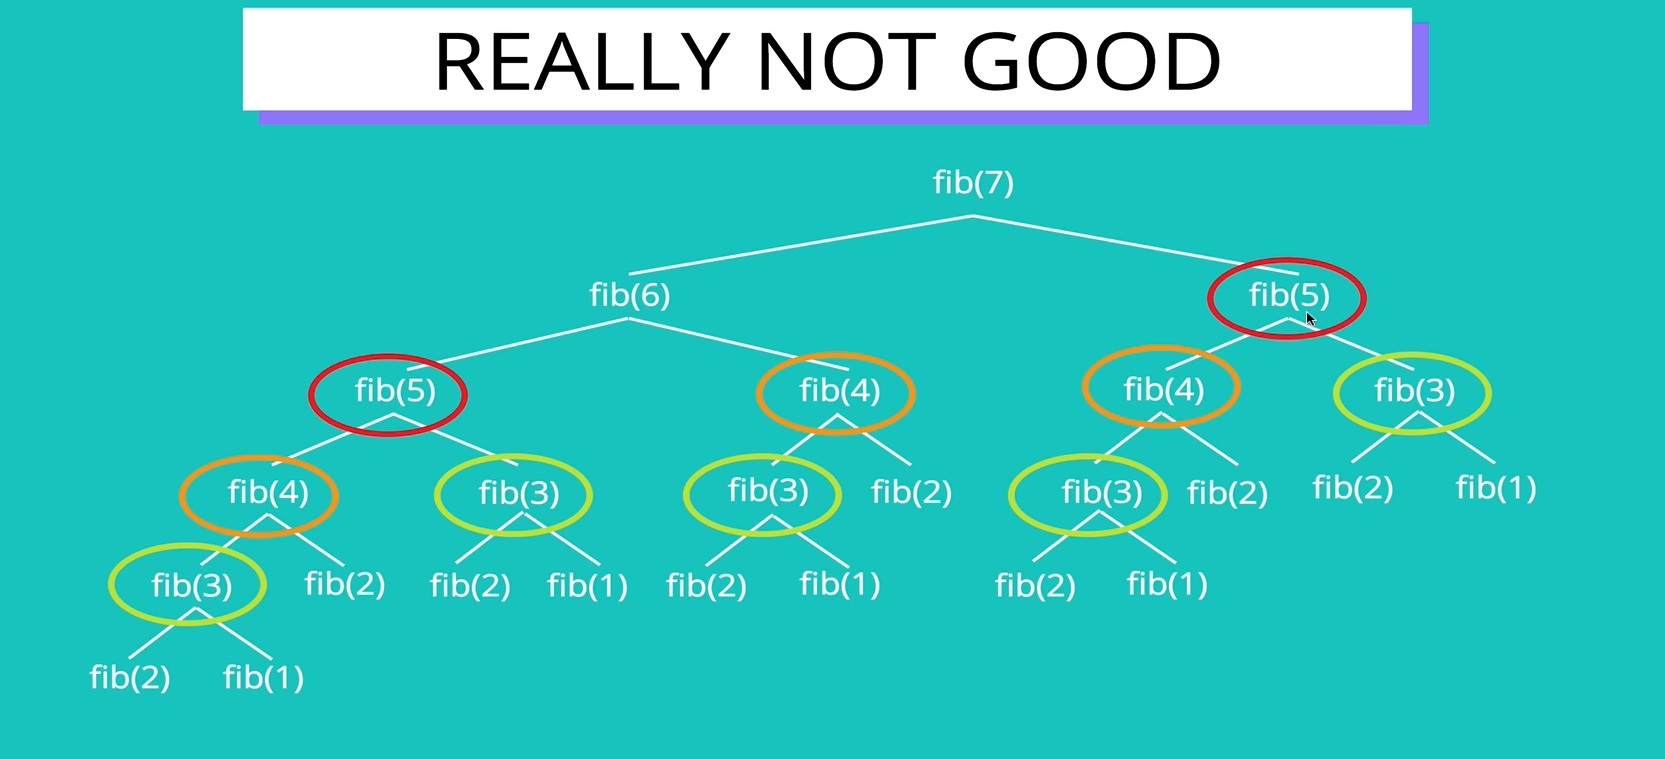 REALLY NOT GOOD
fib(7)
fib(6) fib(5)
fib(5) fib(4) fib(4) fib(3)
fib(4) fib(3) fib(3) fib(2) fib(3) fib(2) fib(2) fib(1)
fib(3) fib(2) fib(2) fib(1) fib(2) fib(1) fib(2) fib(1)
fib(2) fib(1)